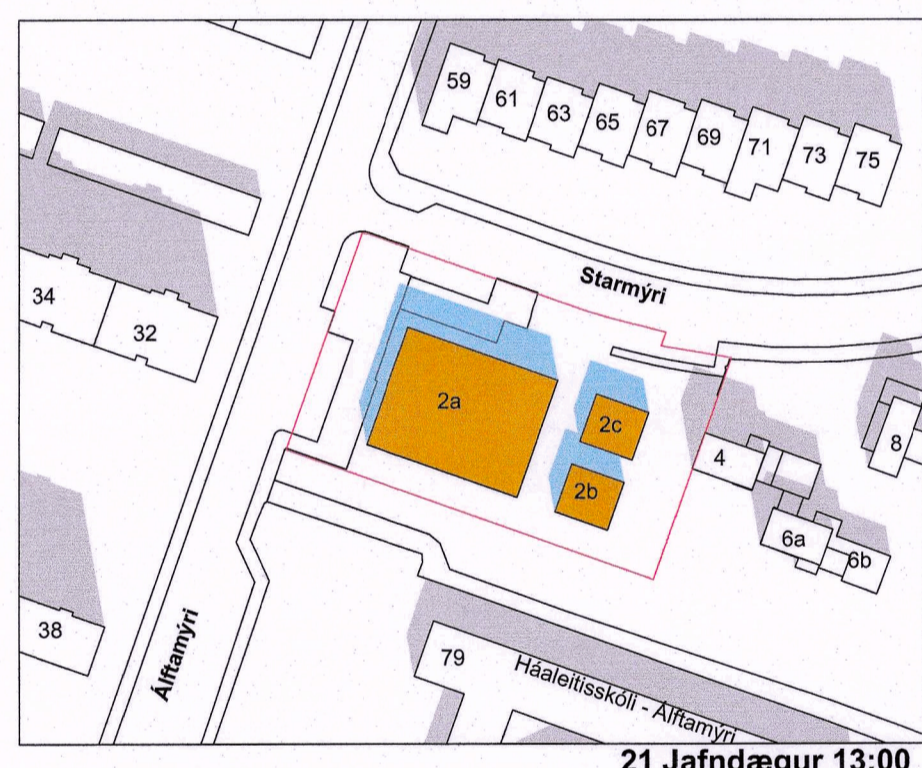 59
61
63
65
67
69
71
73
75
Starmýri
34
32
2a
2c
2b
4
8
6a
6b
38
Álftamýri
79
Háaleitisskóli - Álftamýri
21 Jafndægur 13:00